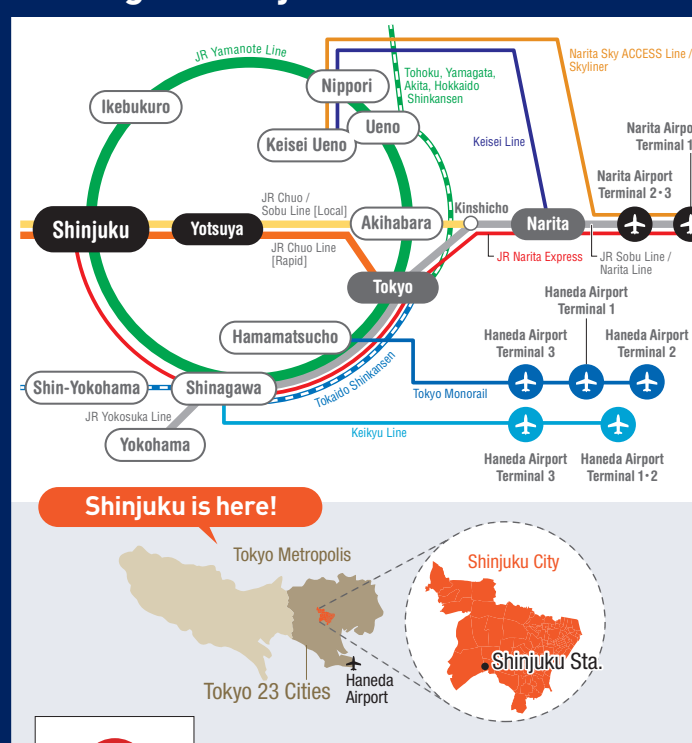 JR Yamanote Line
Narita Sky ACCESS Line /
Skyliner
Tohoku, Yamagata,
Akita, Hokkaido
Shinkansen
Nippori
Ikebukuro
Ueno
Keisei Ueno
Keisei Line
Terminal 1
Narita Airport
Terminal 2・3
JR Chuo /
Sobu Line [Local]
Kinshicho
Shinjuku
Yotsuya
Akihabara
Narita
JR Chuo Line
[Rapid]
JR Narita Express
JR Sobu Line /
Narita Line
Tokyo
Haneda Airport
Terminal 1
Hamamatsucho
Haneda Airport
Terminal 3
Haneda Airport
Terminal 2
Shin-Yokohama
Shinagawa
Tokaido Shinkansen
Tokyo Monorail
JR Yokosuka Line
Yokohama
Keikyu Line
Haneda Airport
Terminal 3
Haneda Airport
Terminal 1・2
Shinjuku is here!
Tokyo Metropolis
Shinjuku City
Shinjuku Sta.
Tokyo 23 Cities
Haneda
Airport